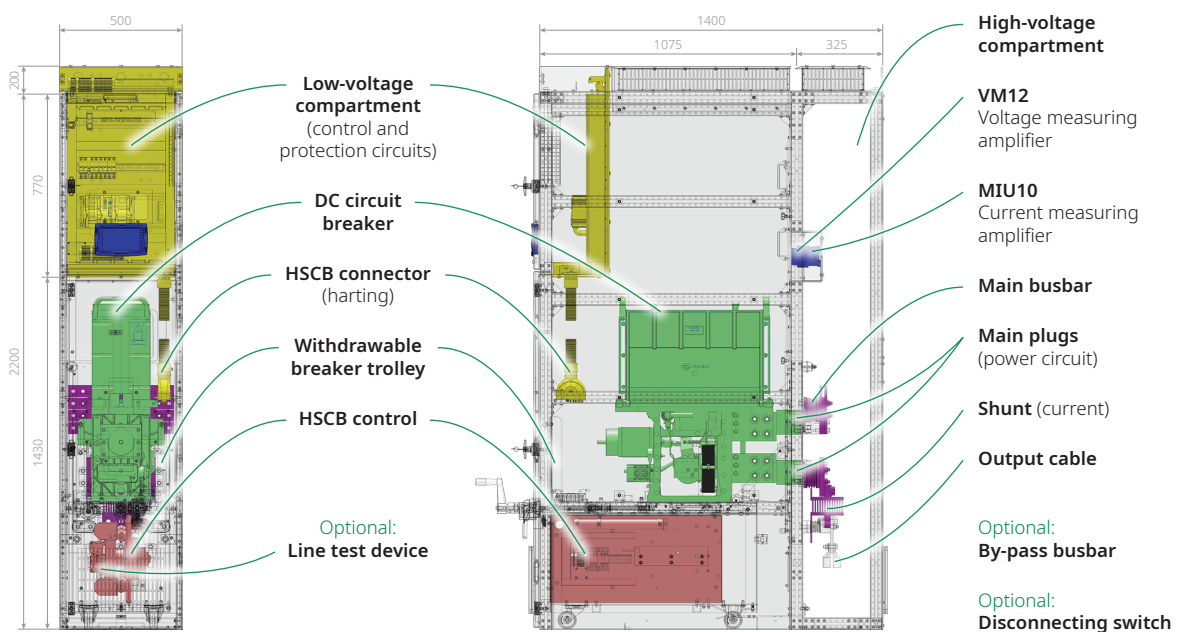 500
1400
1075
325
200
770
2200
1430
Low-voltage
compartment
(control and
protection circuits)
DC circuit
breaker
HSCB connector
(harting)
Withdrawable
breaker trolley
HSCB control
Optional:
Line test device
High-voltage
compartment
VM12
Voltage measuring
amplifier
MIU10
Current measuring
amplifier
Main busbar
Main plugs
(power circuit)
Shunt (current)
Output cable
Optional:
By-pass busbar
Optional:
Disconnecting switch